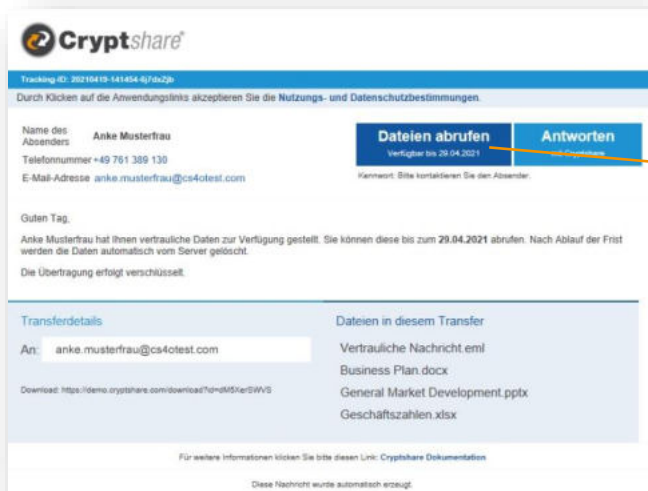 Cryptshare®
Tracking-ID: 20210419-141454-6j7dxZjb
Durch Klicken auf die Anwendungslinks akzeptieren Sie die Nutzungs- und Datenschutzbestimmungen.
Name des Absenders Anke Musterfrau
Telefonnummer +49 761 389 130
E-Mail-Adresse anke.musterfrau@cs4otest.com
Dateien abrufen
Verfügbar bis 29.04.2021
Antworten
mit Cryptshare
Kennwort: Bitte kontaktieren Sie den Absender.
Guten Tag,
Anke Musterfrau hat Ihnen vertrauliche Daten zur Verfügung gestellt. Sie können diese bis zum 29.04.2021 abrufen. Nach Ablauf der Frist
werden die Daten automatisch vom Server gelöscht.
Die Übertragung erfolgt verschlüsselt.
Transferdetails
An: anke.musterfrau@cs4otest.com
Download: https://demo.cryptshare.com/download?id=dM5XerSWVS
Dateien in diesem Transfer
Vertrauliche Nachricht.eml
Business Plan.docx
General Market Development.pptx
Geschäftszahlen.xlsx
Für weitere Informationen klicken Sie bitte diesen Link: Cryptshare Dokumentation
Diese Nachricht wurde automatisch erzeugt.